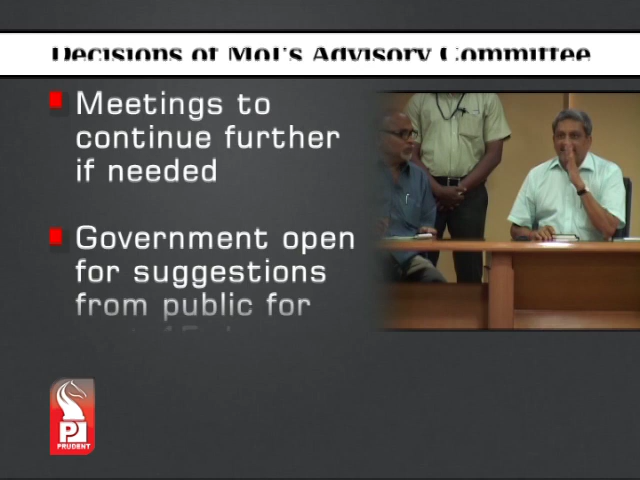 Decisions of MoI's Advisory Committee
Meetings to
continue further
if needed
Government open
for suggestions
from public for
P
PRUDENT